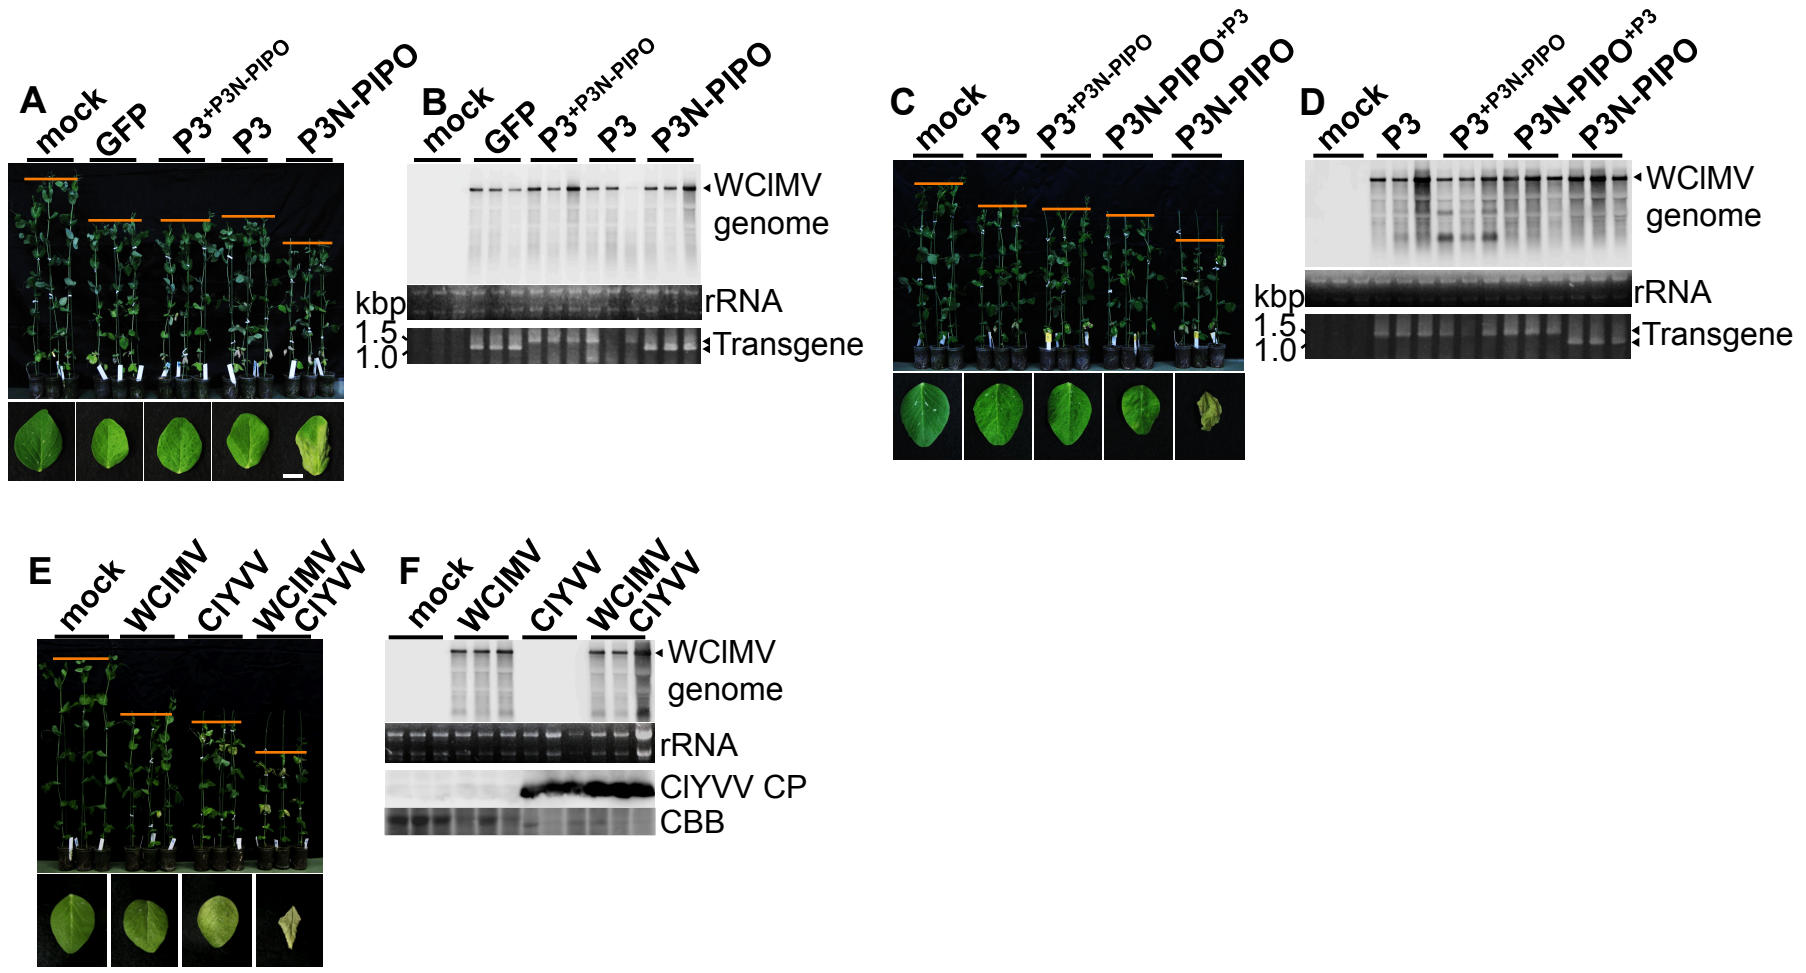 A
mock
GFP
P3+P3N-PIPO
P3
P3N-PIPO
B
mock
GFP
P3+P3N-PIPO
P3
P3N-PIPO
WClMV
genome
rRNA
kbp
1.5
1.0
Transgene
C
mock
P3
P3+P3N-PIPO
P3N-PIPO+P3
P3N-PIPO
D
mock
P3
P3+P3N-PIPO
P3N-PIPO+P3
P3N-PIPO
WClMV
genome
rRNA
kbp
1.5
1.0
Transgene
E
mock
WClMV
ClYVV
WClMV
ClYVV
F
mock
WClMV
ClYVV
WClMV
ClYVV
WClMV
genome
rRNA
ClYVV CP
CBB